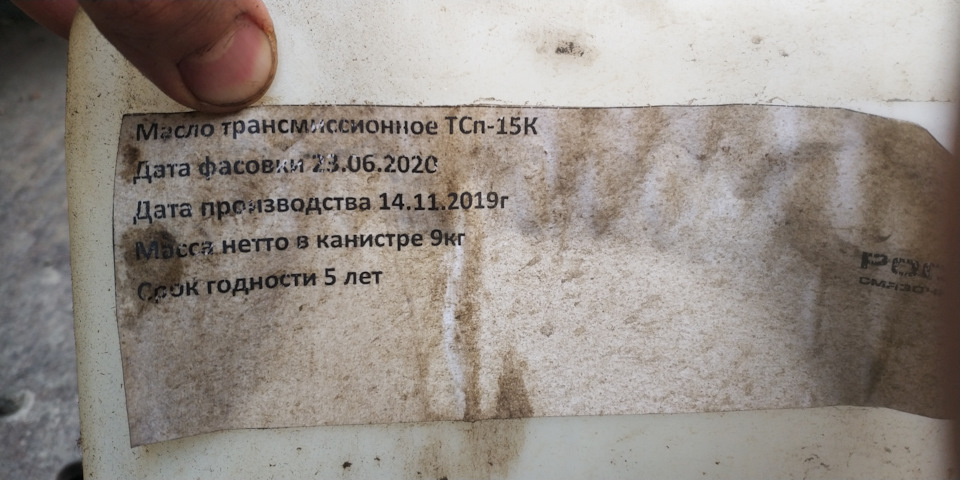 Масло трансмиссионное ТСп-15К
Дата фасовки 23.06.2020
Дата производства 14.11.2019г
Масса нетто в канистре 9кг
Срок годности 5 лет